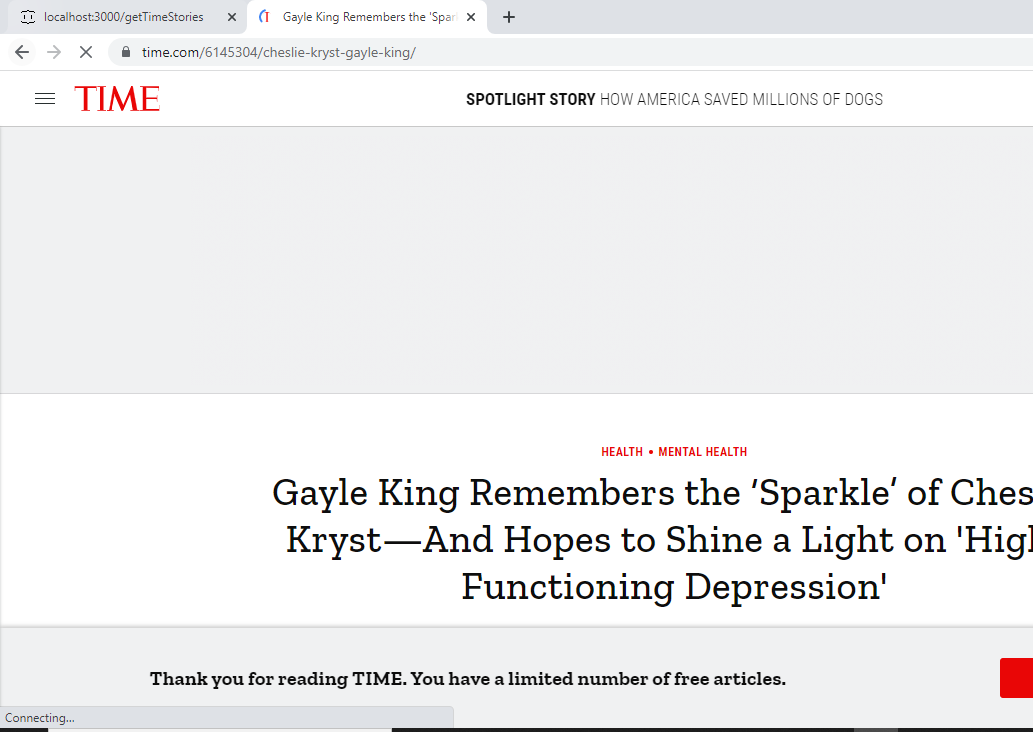 localhost:3000/getTimeStories
Gayle King Remembers the 'Spar
time.com/6145304/cheslie-kryst-gayle-king/
TIME
SPOTLIGHT STORY HOW AMERICA SAVED MILLIONS OF DOGS
HEALTH • MENTAL HEALTH
Gayle King Remembers the ‘Sparkle’ of Ches
Kryst—And Hopes to Shine a Light on 'High
Functioning Depression'
Thank you for reading TIME. You have a limited number of free articles.
Connecting...